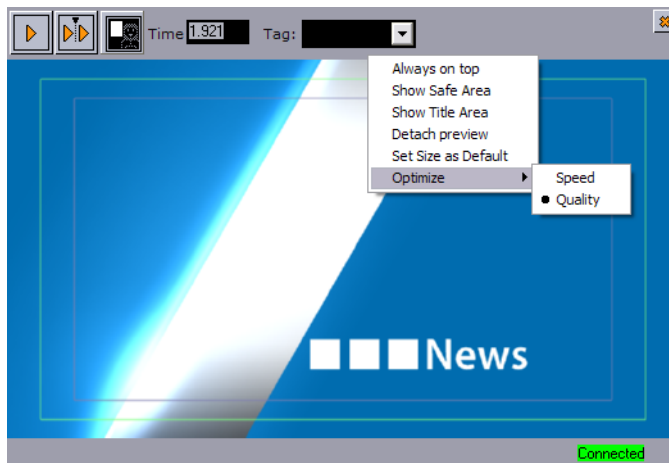 Time 1.921 Tag:
Always on top
Show Safe Area
Show Title Area
Detach preview
Set Size as Default
Optimize
Speed
Quality
News
Connected